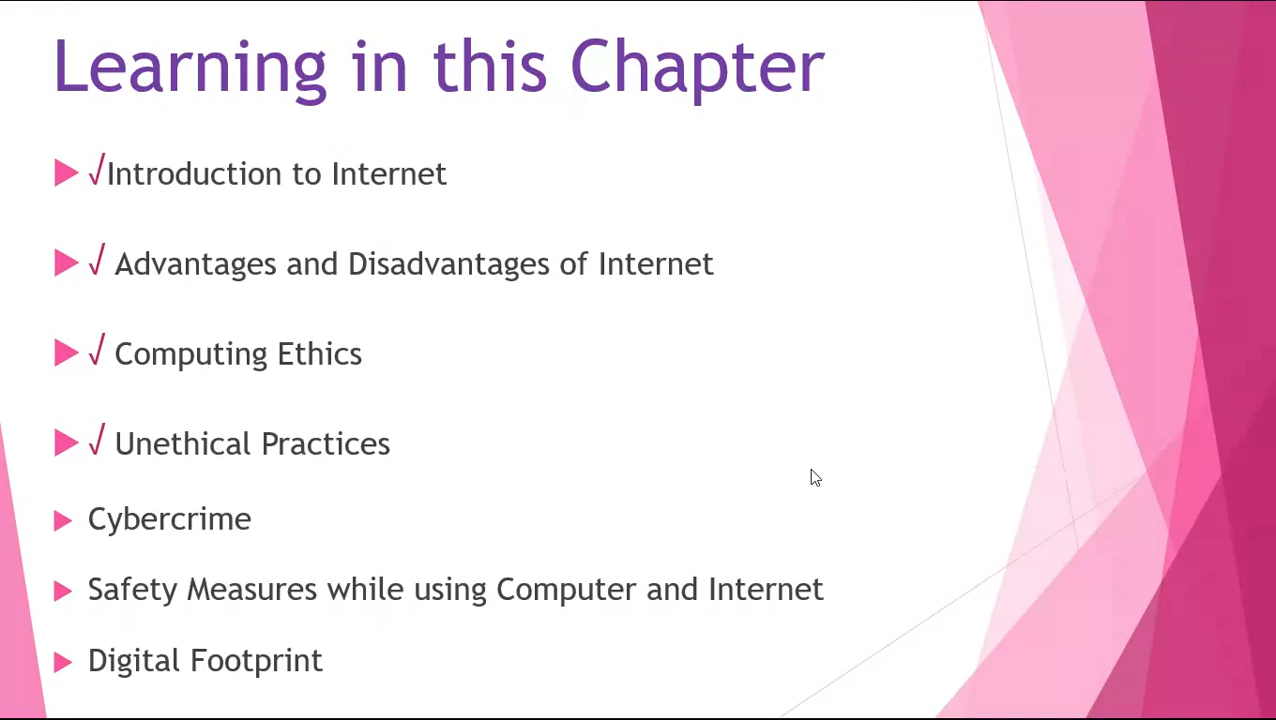 Learning in this Chapter
√Introduction to Internet
√ Advantages and Disadvantages of Internet
√ Computing Ethics
√ Unethical Practices
Cybercrime
Safety Measures while using Computer and Internet
Digital Footprint